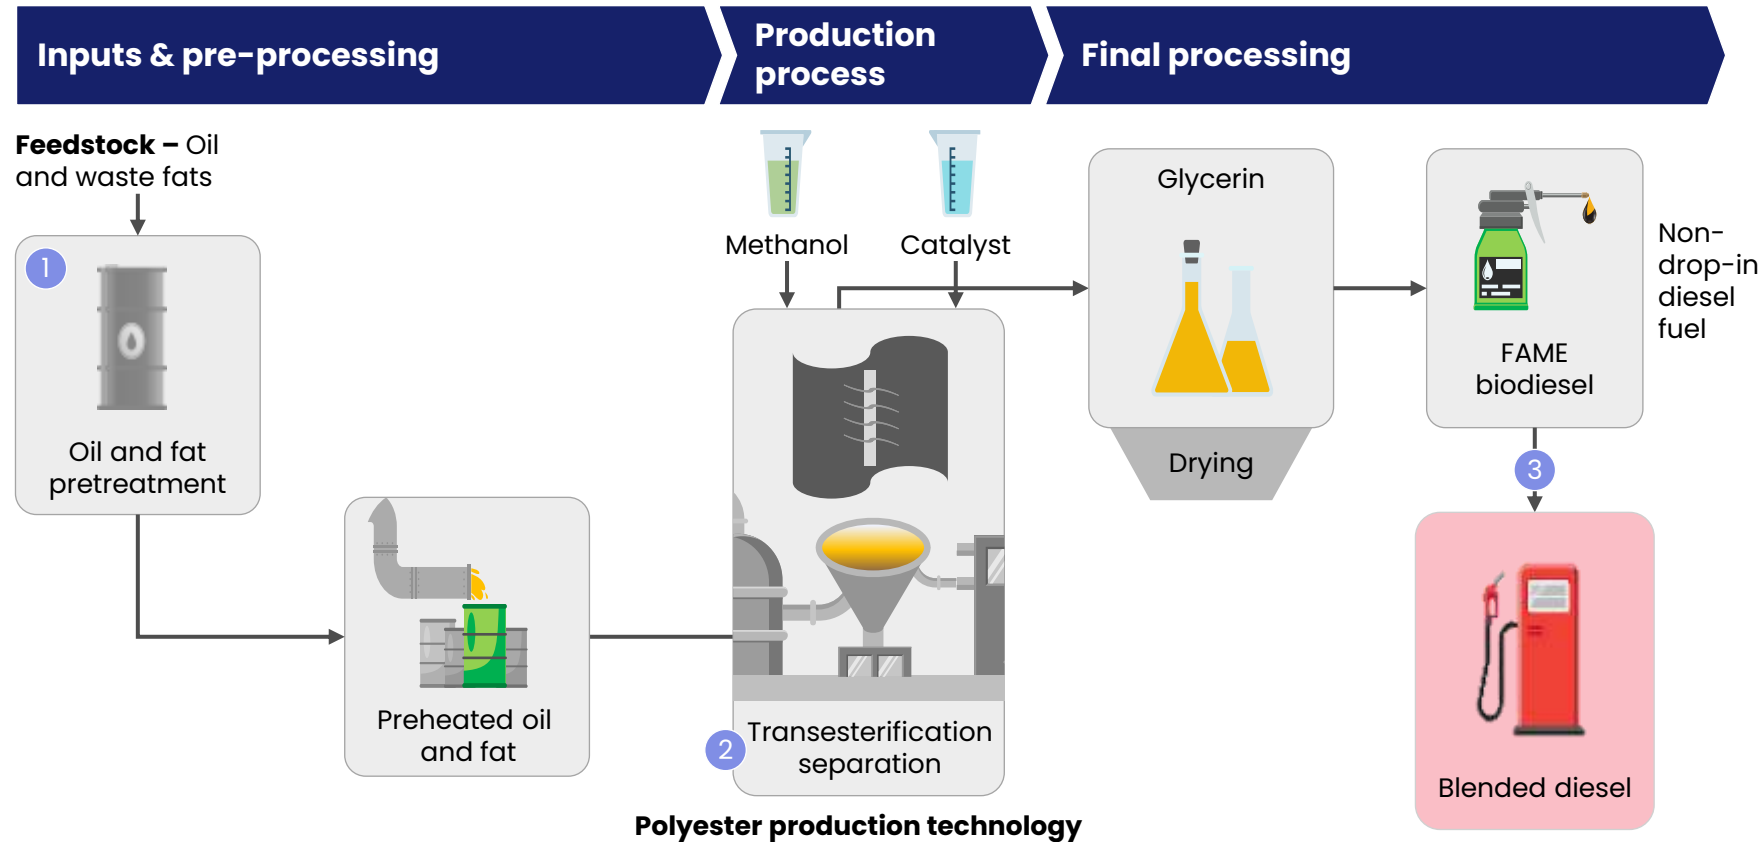 Inputs & pre-processing
Production
process
Final processing
Feedstock – Oil
and waste fats
1
Oil and fat
pretreatment
Preheated oil
and fat
Methanol
Catalyst
2
Transesterification
separation
Polyester production technology
Glycerin
Drying
FAME
biodiesel
Non-
drop-in
diesel
fuel
3
Blended diesel